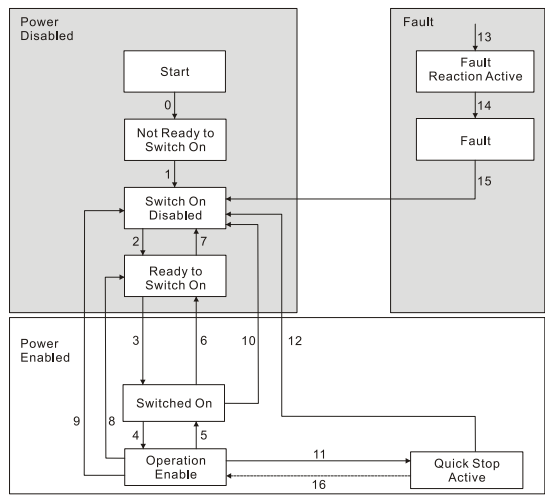 Power
Disabled
Start
0
Not Ready to
Switch On
1
Switch On
Disabled
2
7
Ready to
Switch On
Fault
13
Fault
Reaction Active
14
Fault
15
Power
Enabled
3
6
10
12
Switched On
9
8
4
5
Operation
Enable
11
16
Quick Stop
Active